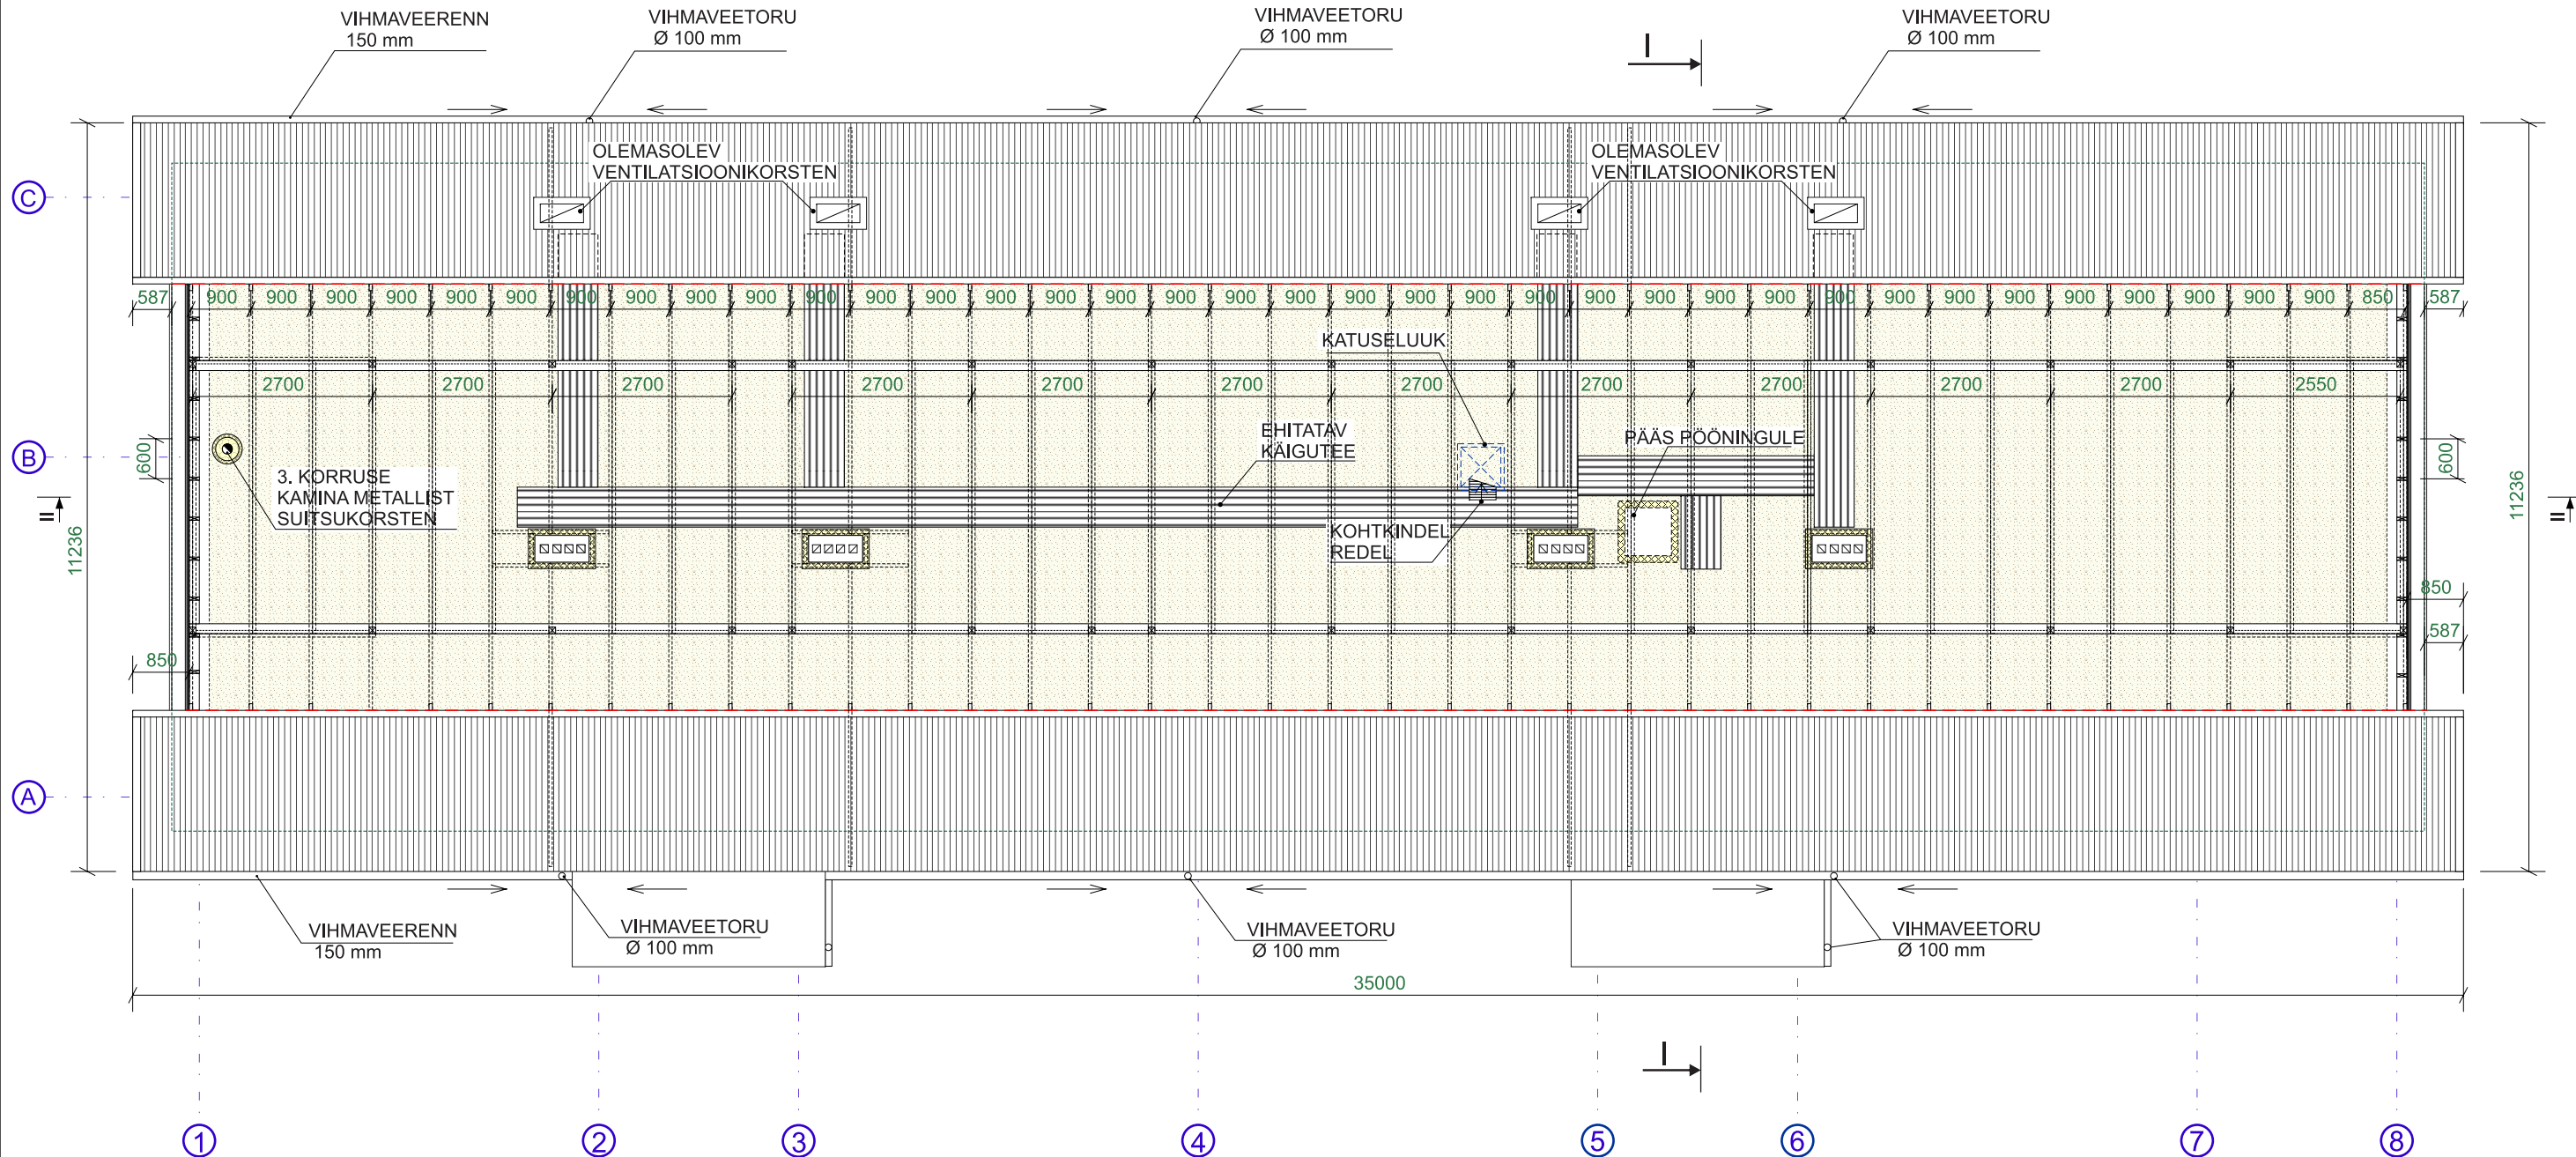 VIHMAVEERENN
150 mm
VIHMAVEETORU
Ø 100 mm
VIHMAVEETORU
Ø 100 mm
VIHMAVEETORU
Ø 100 mm
I
OLEMASOLEV
VENTILATSIOONIKORSTEN
OLEMASOLEV
VENTILATSIOONIKORSTEN
C
587 900 900 900 900 900 900 900 900 900 900 900 900 900 900 900 900 900 900 900 900 900 900 900 900 900 900 900 900 900 900 900 900 900 900 900 900 850 587
KATUSELUUK
2700 2700 2700 2700 2700 2700 2700 2700 2700 2700 2700 2550
EHITATAV
KÄIGUTEE
PÄÄS PÖÖNINGULE
B
600
600
3. KORRUSE
KAMINA METALLIST
SUITSUKORSTEN
II
II
11236
11236
KOHTKINDEL
REDEL
850
587
850
A
VIHMAVEERENN
150 mm
VIHMAVEETORU
Ø 100 mm
VIHMAVEETORU
Ø 100 mm
VIHMAVEETORU
Ø 100 mm
35000
I
1 2 3 4 5 6 7 8